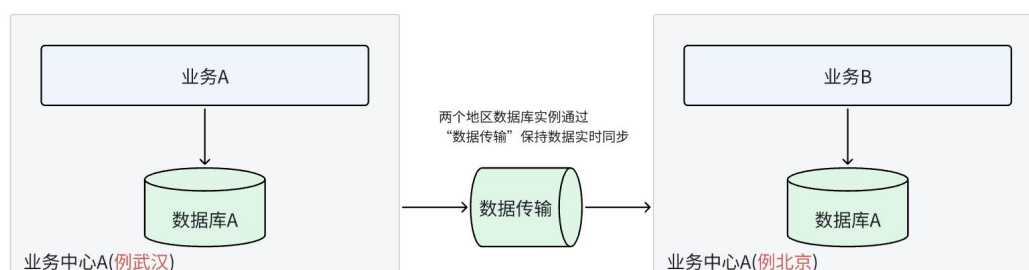 业务A
业务B
两个地区数据库实例通过
“数据传输”保持数据实时同步
数据库A
数据传输
数据库A
业务中心A(例武汉)
业务中心A(例北京)